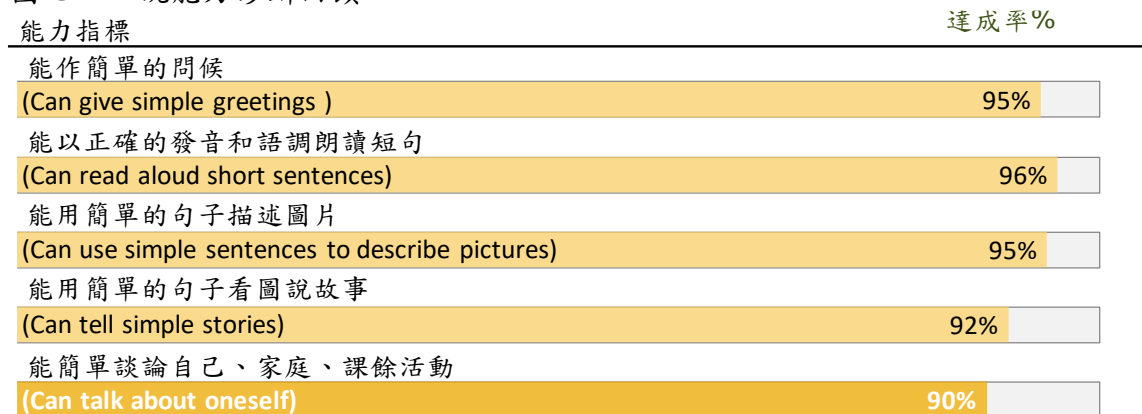 能力指標 達成率%
能作簡單的問候
(Can give simple greetings ) 95%
能以正確的發音和語調朗讀短句
(Can read aloud short sentences) 96%
能用簡單的句子描述圖片
(Can use simple sentences to describe pictures) 95%
能用簡單的句子看圖說故事
(Can tell simple stories) 92%
能簡單談論自己、家庭、課餘活動
(Can talk about oneself) 90%